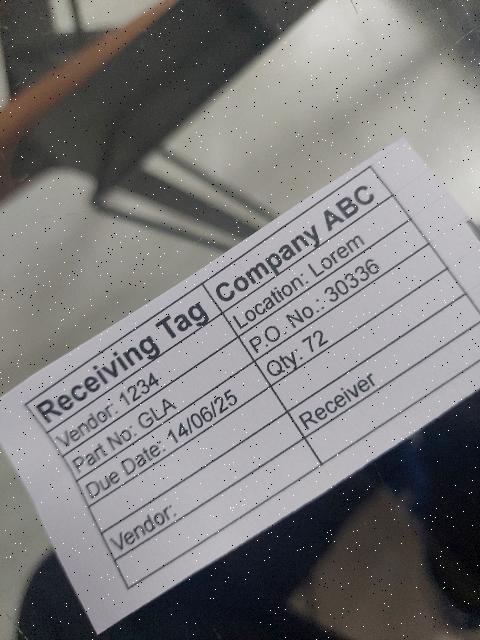 Receiving Tag Company ABC
Vendor: 1234 Location: Lorem
Part No: GLA P.O. No.: 30336
Due Date: 14/06/25 Qty: 72
Vendor: Receiver